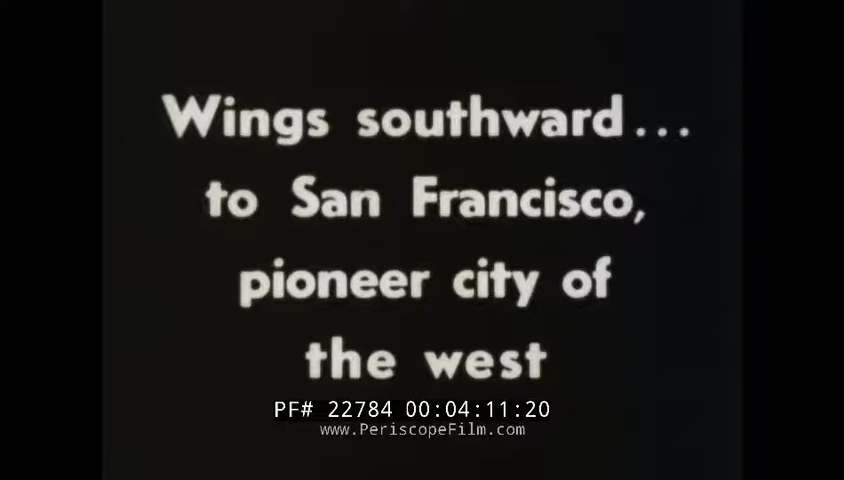 Wings southward...
to San Francisco,
pioneer city of
the west
PF# 22784 00:04:11:20
www.PeriscopeFilm.com